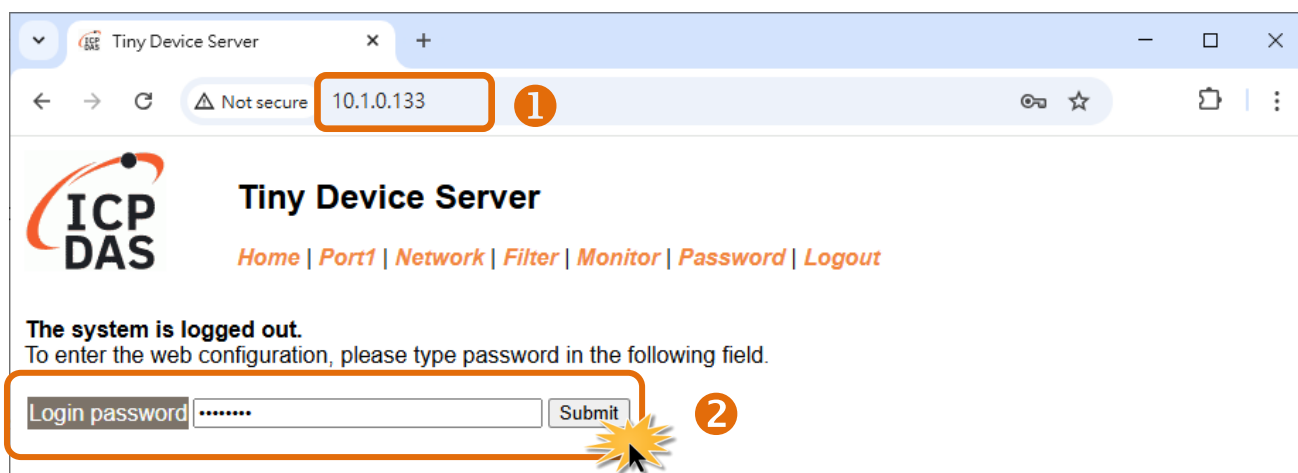 Tiny Device Server
Not secure 10.1.0.133
1
ICP
DAS
Tiny Device Server
Home | Port1 | Network | Filter | Monitor | Password | Logout
The system is logged out.
To enter the web configuration, please type password in the following field.
Login password •••••••• Submit
2